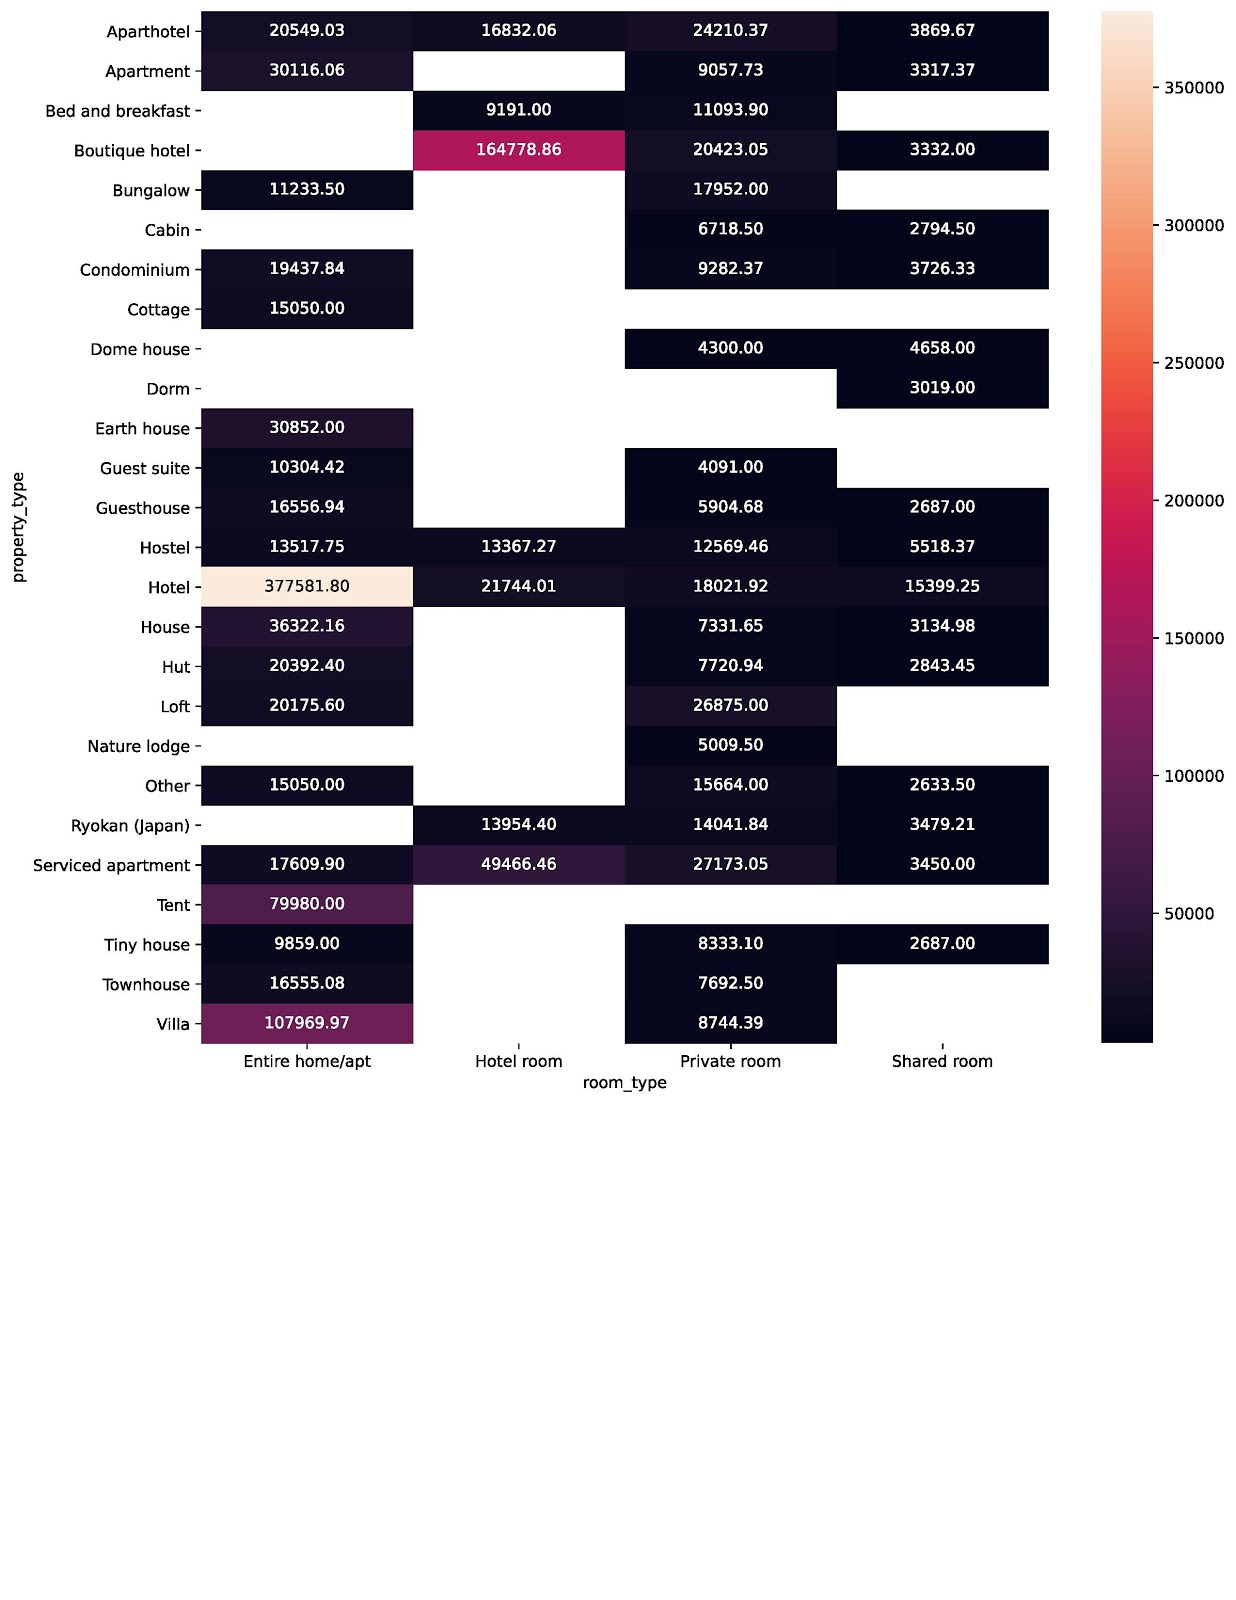 Aparthotel 20549.03 16832.06 24210.37 3869.67
Apartment 30116.06 9057.73 3317.37
350000
Bed and breakfast 9191.00 11093.90
Boutique hotel 164778.86 20423.05 3332.00
Bungalow 11233.50 17952.00
Cabin 6718.50 2794.50
300000
Condominium 19437.84 9282.37 3726.33
Cottage 15050.00
Dome house 4300.00 4658.00
250000
Dorm 3019.00
Earth house 30852.00
Guest suite 10304.42 4091.00
Guesthouse 16556.94 5904.68 2687.00
200000
property_type
Hostel 13517.75 13367.27 12569.46 5518.37
Hotel 377581.80 21744.01 18021.92 15399.25
House 36322.16 7331.65 3134.98
150000
Hut 20392.40 7720.94 2843.45
Loft 20175.60 26875.00
Nature lodge 5009.50
100000
Other 15050.00 15664.00 2633.50
Ryokan (Japan) 13954.40 14041.84 3479.21
Serviced apartment 17609.90 49466.46 27173.05 3450.00
Tent 79980.00
50000
Tiny house 9859.00 8333.10 2687.00
Townhouse 16555.08 7692.50
Villa 107969.97 8744.39
Entire home/apt Hotel room Private room Shared room
room_type